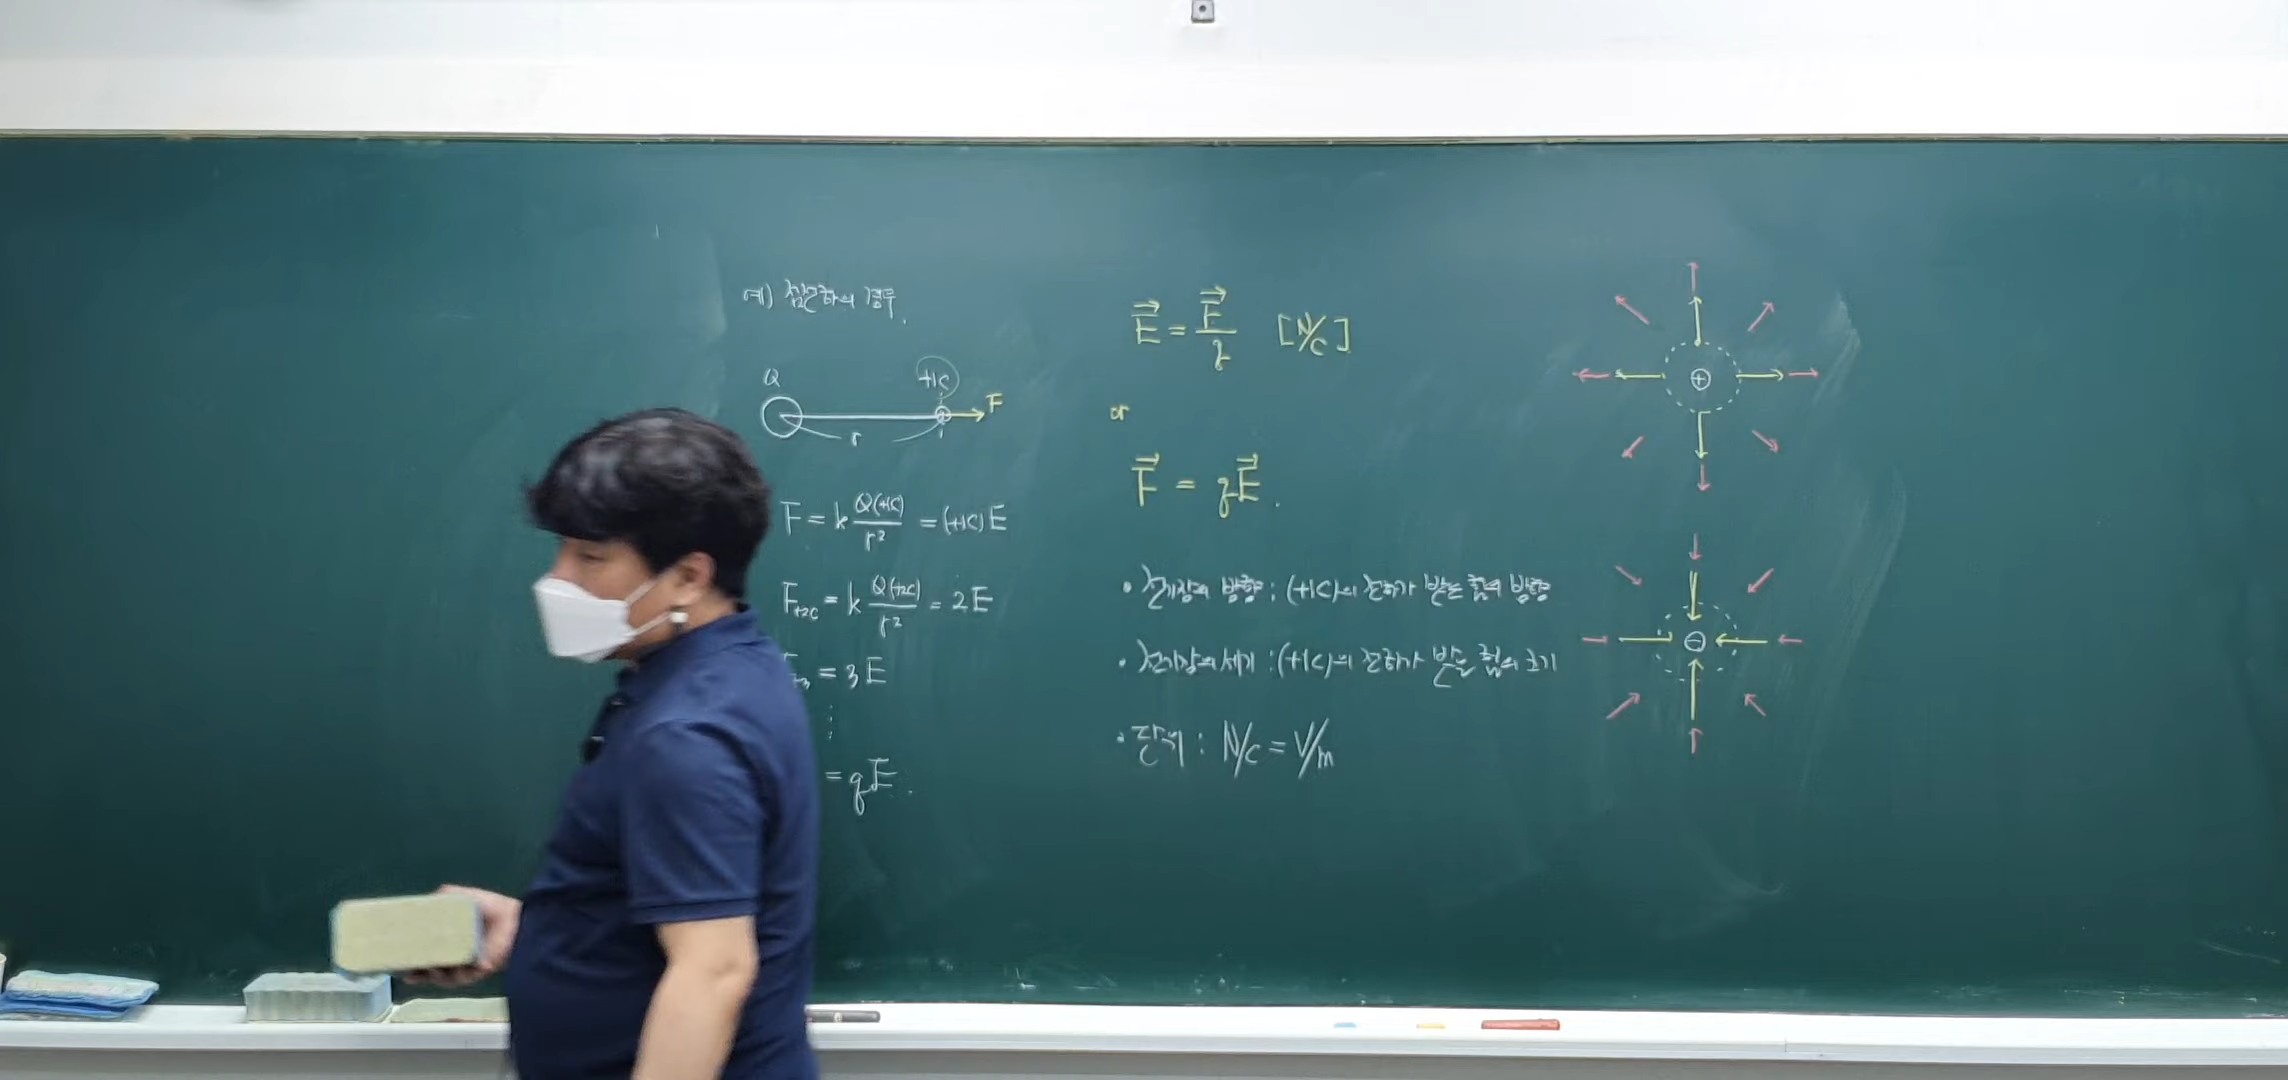 예) 점전하의 경우.
Q +1C F
r
F = k Q(+1C)/r² = (+1C)E
F₊₂c = k Q(+2C)/r² = 2E
₊₃ = 3E
⋮
= qE.
E⃗ = F⃗/q [N/C]
or
F⃗ = qE⃗.
• 전기장의 방향 : (+1C)의 전하가 받는 힘의 방향
• 전기장의 세기 : (+1C)의 전하가 받는 힘의 크기
• 단위 : N/C = V/m
+
−